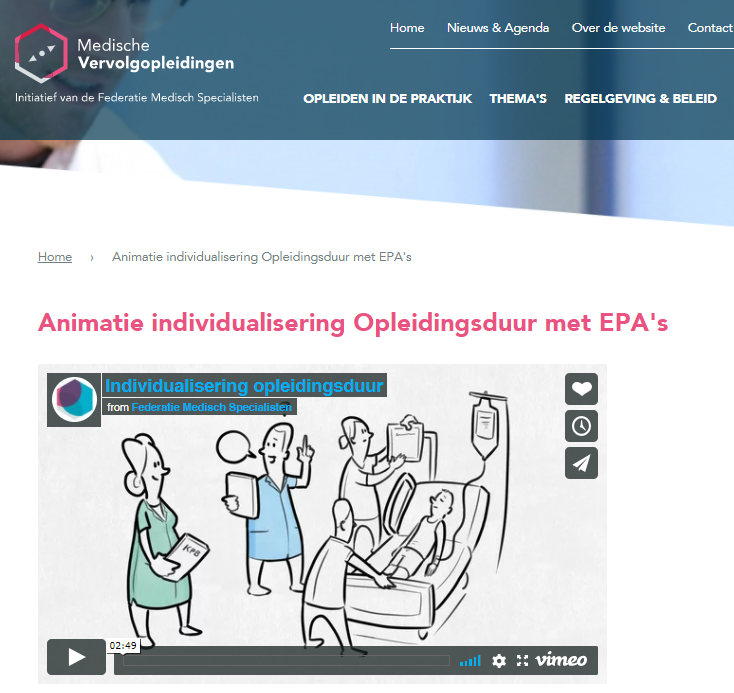 Home Nieuws & Agenda Over de website Contact
Medische
Vervolgopleidingen
Initiatief van de Federatie Medisch Specialisten
OPLEIDEN IN DE PRAKTIJK THEMA'S REGELGEVING & BELEID
Home › Animatie individualisering Opleidingsduur met EPA's
Animatie individualisering Opleidingsduur met EPA's
Individualisering opleidingsduur
from Federatie Medisch Specialisten
KPB
02:49
vimeo